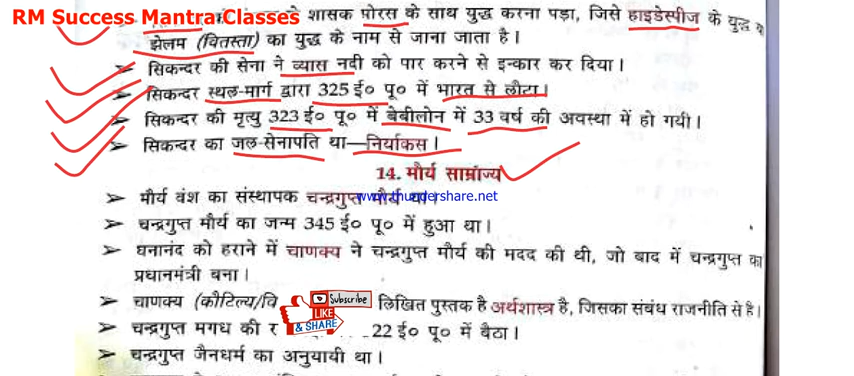 RM Success Mantra Classes
शासक पोरस के साथ युद्ध करना पड़ा, जिसे हाइडेस्पीज के युद्ध
झेलम (वितस्ता) का युद्ध के नाम से जाना जाता है।
➢ सिकन्दर की सेना ने व्यास नदी को पार करने से इन्कार कर दिया।
➢ सिकन्दर स्थल-मार्ग द्वारा 325 ई० पू० में भारत से लौटा।
➢ सिकन्दर की मृत्यु 323 ई० पू० में बेबीलोन में 33 वर्ष की अवस्था में हो गयी।
➢ सिकन्दर का जल-सेनापति था—निर्याकस।
14. मौर्य साम्राज्य
➢ मौर्य वंश का संस्थापक चन्द्रगुप्त मौर्य था।
www.thundershare.net
➢ चन्द्रगुप्त मौर्य का जन्म 345 ई० पू० में हुआ था।
➢ घनानंद को हराने में चाणक्य ने चन्द्रगुप्त मौर्य की मदद की थी, जो बाद में चन्द्रगुप्त का
प्रधानमंत्री बना।
➢ चाणक्य (कौटिल्य/वि लिखित पुस्तक है अर्थशास्त्र है, जिसका संबंध राजनीति से है।
Subscribe
LIKE
& SHARE
➢ चन्द्रगुप्त मगध की र 22 ई० पू० में बैठा।
➢ चन्द्रगुप्त जैनधर्म का अनुयायी था।